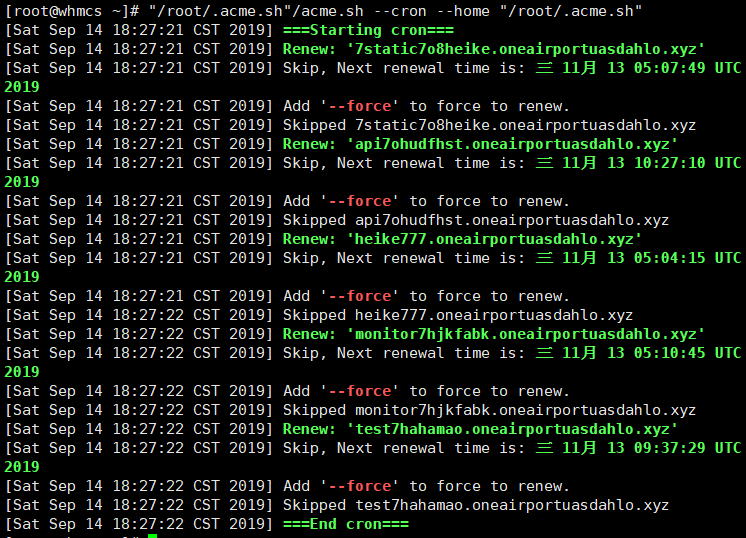 [root@whmcs ~]# "/root/.acme.sh"/acme.sh --cron --home "/root/.acme.sh"
[Sat Sep 14 18:27:21 CST 2019] ===Starting cron===
[Sat Sep 14 18:27:21 CST 2019] Renew: '7static7o8heike.oneairportuasdahlo.xyz'
[Sat Sep 14 18:27:21 CST 2019] Skip, Next renewal time is: 三 11月 13 05:07:49 UTC
2019
[Sat Sep 14 18:27:21 CST 2019] Add '--force' to force to renew.
[Sat Sep 14 18:27:21 CST 2019] Skipped 7static7o8heike.oneairportuasdahlo.xyz
[Sat Sep 14 18:27:21 CST 2019] Renew: 'api7ohudfhst.oneairportuasdahlo.xyz'
[Sat Sep 14 18:27:21 CST 2019] Skip, Next renewal time is: 三 11月 13 10:27:10 UTC
2019
[Sat Sep 14 18:27:21 CST 2019] Add '--force' to force to renew.
[Sat Sep 14 18:27:21 CST 2019] Skipped api7ohudfhst.oneairportuasdahlo.xyz
[Sat Sep 14 18:27:21 CST 2019] Renew: 'heike777.oneairportuasdahlo.xyz'
[Sat Sep 14 18:27:22 CST 2019] Skip, Next renewal time is: 三 11月 13 05:04:15 UTC
2019
[Sat Sep 14 18:27:21 CST 2019] Add '--force' to force to renew.
[Sat Sep 14 18:27:22 CST 2019] Skipped heike777.oneairportuasdahlo.xyz
[Sat Sep 14 18:27:22 CST 2019] Renew: 'monitor7hjkfabk.oneairportuasdahlo.xyz'
[Sat Sep 14 18:27:22 CST 2019] Skip, Next renewal time is: 三 11月 13 05:10:45 UTC
2019
[Sat Sep 14 18:27:22 CST 2019] Add '--force' to force to renew.
[Sat Sep 14 18:27:22 CST 2019] Skipped monitor7hjkfabk.oneairportuasdahlo.xyz
[Sat Sep 14 18:27:22 CST 2019] Renew: 'test7hahamao.oneairportuasdahlo.xyz'
[Sat Sep 14 18:27:22 CST 2019] Skip, Next renewal time is: 三 11月 13 09:37:29 UTC
2019
[Sat Sep 14 18:27:22 CST 2019] Add '--force' to force to renew.
[Sat Sep 14 18:27:22 CST 2019] Skipped test7hahamao.oneairportuasdahlo.xyz
[Sat Sep 14 18:27:22 CST 2019] ===End cron===